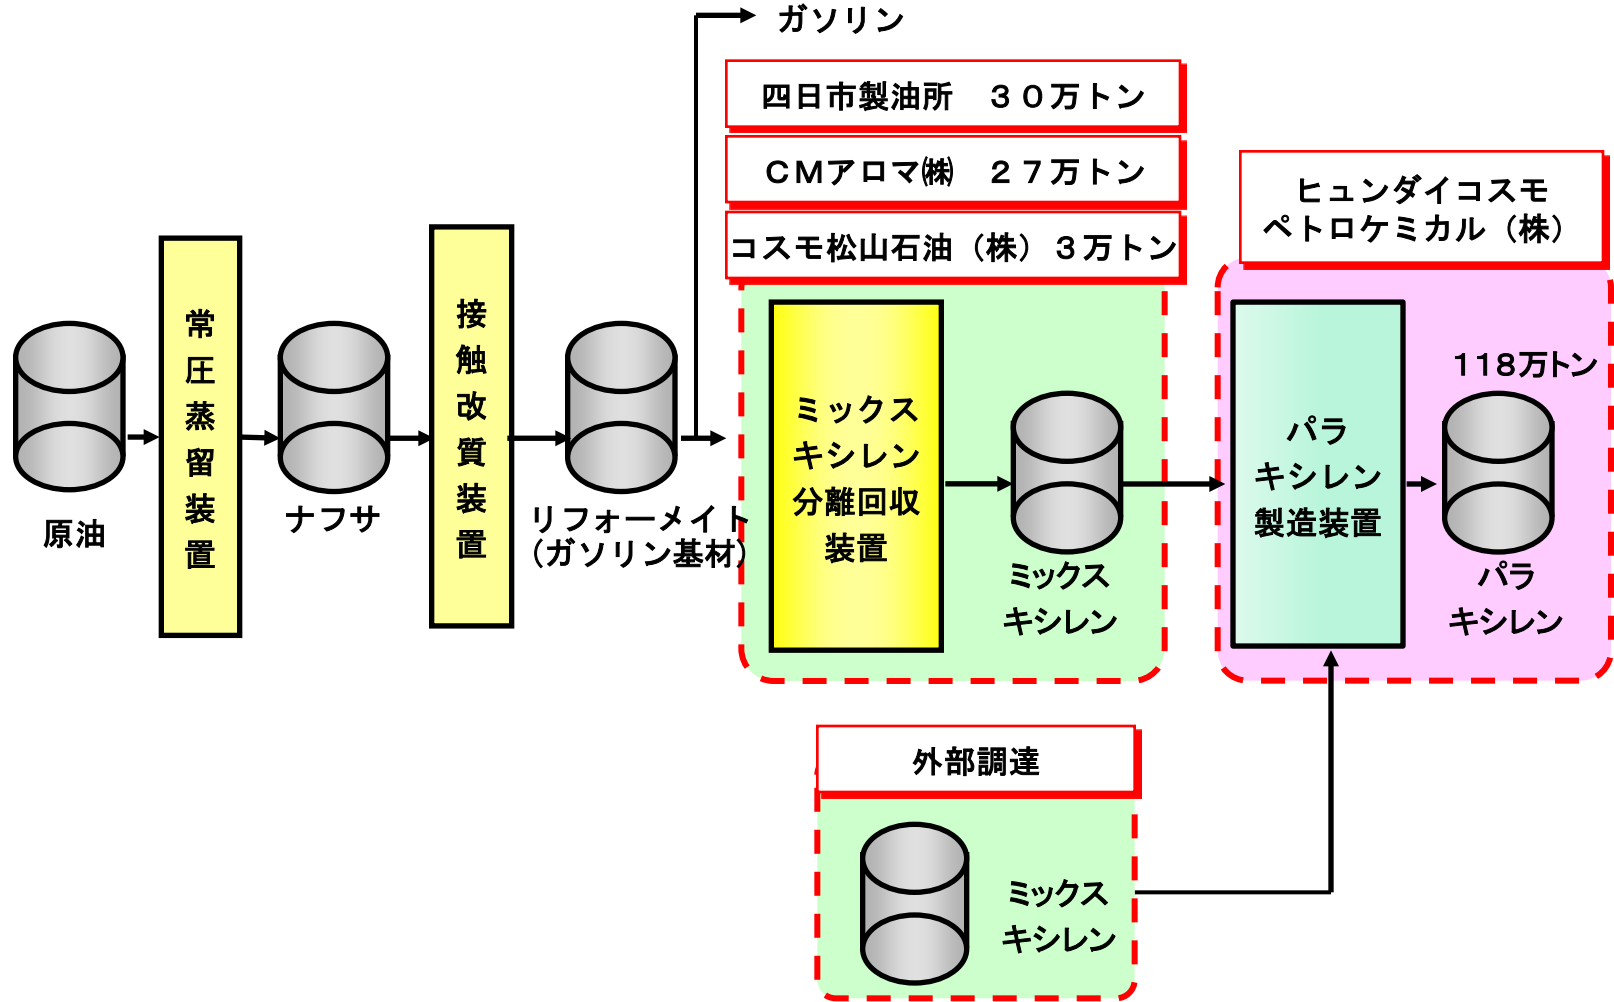 ガソリン
四日市製油所　３０万トン
ＣＭアロマ㈱　２７万トン
コスモ松山石油（株）３万トン
ヒュンダイコスモ
ペトロケミカル（株）
原油
常圧蒸留装置
ナフサ
接触改質装置
リフォーメイト
（ガソリン基材）
ミックス
キシレン
分離回収
装置
ミックス
キシレン
パラ
キシレン
製造装置
118万トン
パラ
キシレン
外部調達
ミックス
キシレン